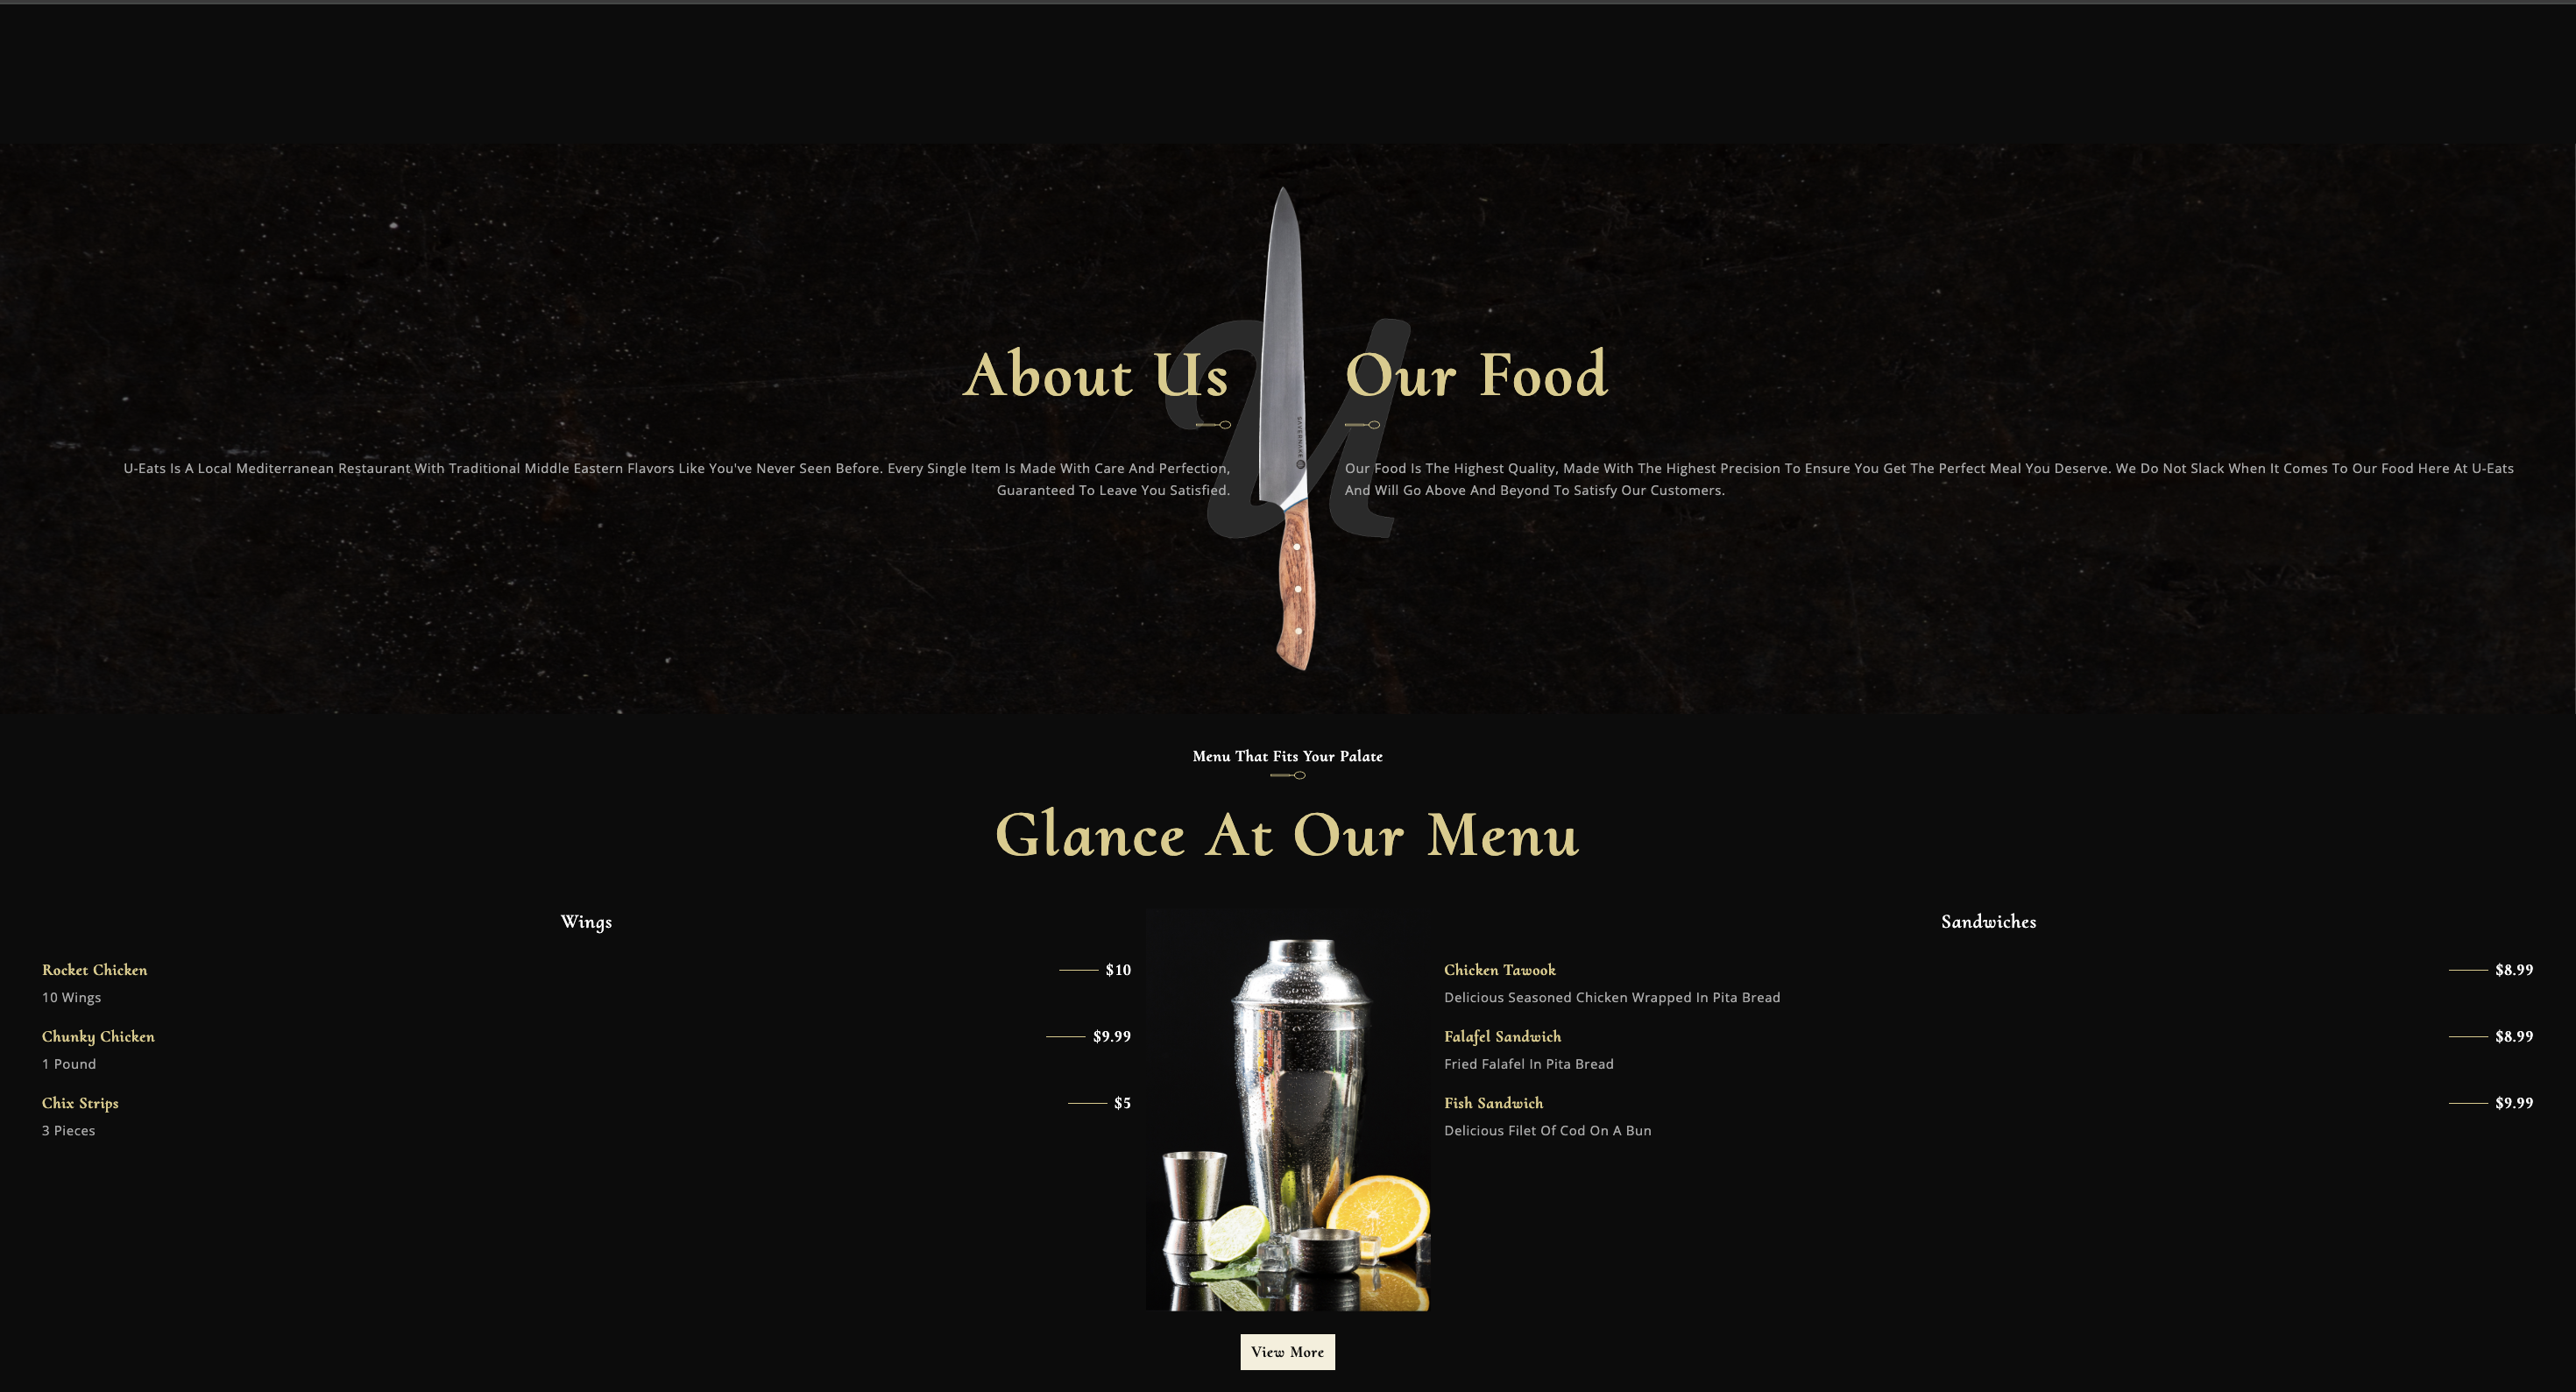 About Us
U-Eats Is A Local Mediterranean Restaurant With Traditional Middle Eastern Flavors Like You've Never Seen Before. Every Single Item Is Made With Care And Perfection,
Guaranteed To Leave You Satisfied.
U
SAVERNAKE
Our Food
Our Food Is The Highest Quality, Made With The Highest Precision To Ensure You Get The Perfect Meal You Deserve. We Do Not Slack When It Comes To Our Food Here At U-Eats
And Will Go Above And Beyond To Satisfy Our Customers.
Menu That Fits Your Palate
Glance At Our Menu
Wings
Rocket Chicken $10
10 Wings
Chunky Chicken $9.99
1 Pound
Chix Strips $5
3 Pieces
Sandwiches
Chicken Tawook $8.99
Delicious Seasoned Chicken Wrapped In Pita Bread
Falafel Sandwich $8.99
Fried Falafel In Pita Bread
Fish Sandwich $9.99
Delicious Filet Of Cod On A Bun
View More